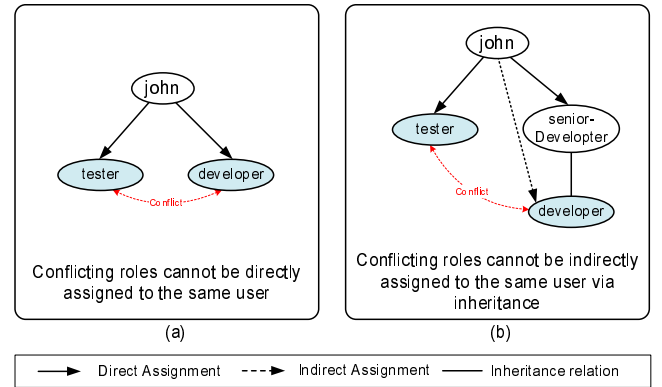 john
tester
developer
Conflict
Conflicting roles cannot be directly
assigned to the same user
(a)
john
tester
senior-
Developter
Conflict
developer
Conflicting roles cannot be indirectly
assigned to the same user via
inheritance
(b)
Direct Assignment
Indirect Assignment
Inheritance relation